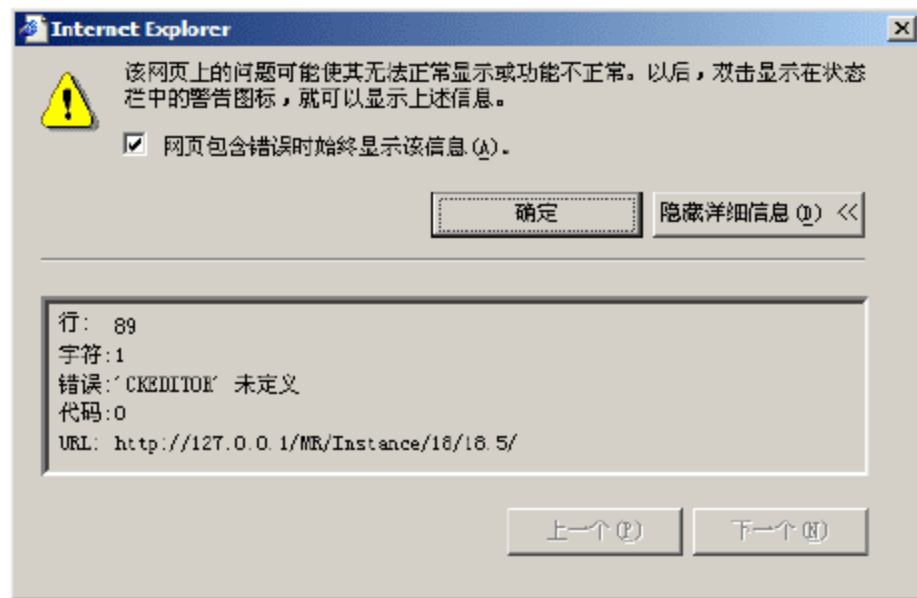 Internet Explorer
该网页上的问题可能使其无法正常显示或功能不正常。以后，双击显示在状态
栏中的警告图标，就可以显示上述信息。
网页包含错误时始终显示该信息(A)。
确定
隐藏详细信息(D) <<
行: 89
字符:1
错误:'CKEDITOR' 未定义
代码:0
URL: http://127.0.0.1/MR/Instance/18/18.5/
上一个(P)
下一个(N)